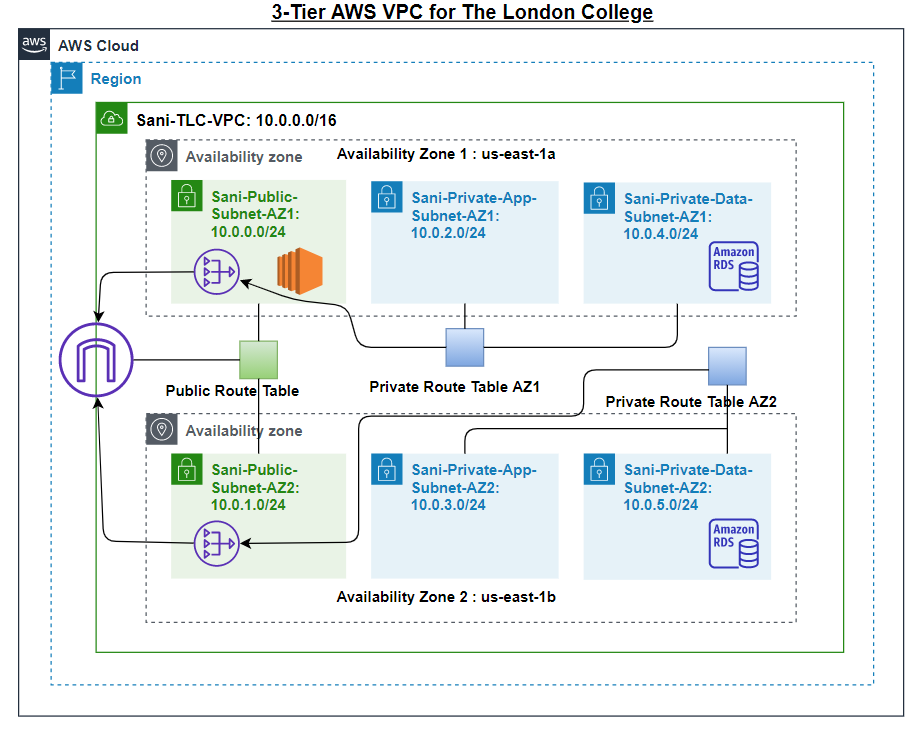 3-Tier AWS VPC for The London College
aws
AWS Cloud
Region
Sani-TLC-VPC: 10.0.0.0/16
Availability zone
Availability Zone 1 : us-east-1a
Sani-Public-
Subnet-AZ1:
10.0.0.0/24
Sani-Private-App-
Subnet-AZ1:
10.0.2.0/24
Sani-Private-Data-
Subnet-AZ1:
10.0.4.0/24
Amazon
RDS
Public Route Table
Private Route Table AZ1
Private Route Table AZ2
Availability zone
Sani-Public-
Subnet-AZ2:
10.0.1.0/24
Sani-Private-App-
Subnet-AZ2:
10.0.3.0/24
Sani-Private-Data-
Subnet-AZ2:
10.0.5.0/24
Amazon
RDS
Availability Zone 2 : us-east-1b